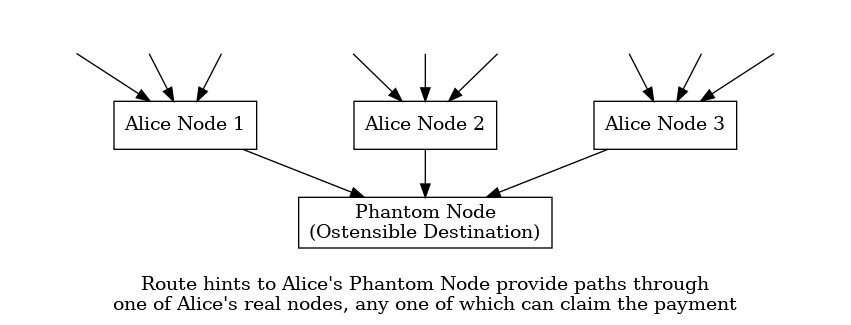 Alice Node 1
Alice Node 2
Alice Node 3
Phantom Node
(Ostensible Destination)
Route hints to Alice's Phantom Node provide paths through
one of Alice's real nodes, any one of which can claim the payment